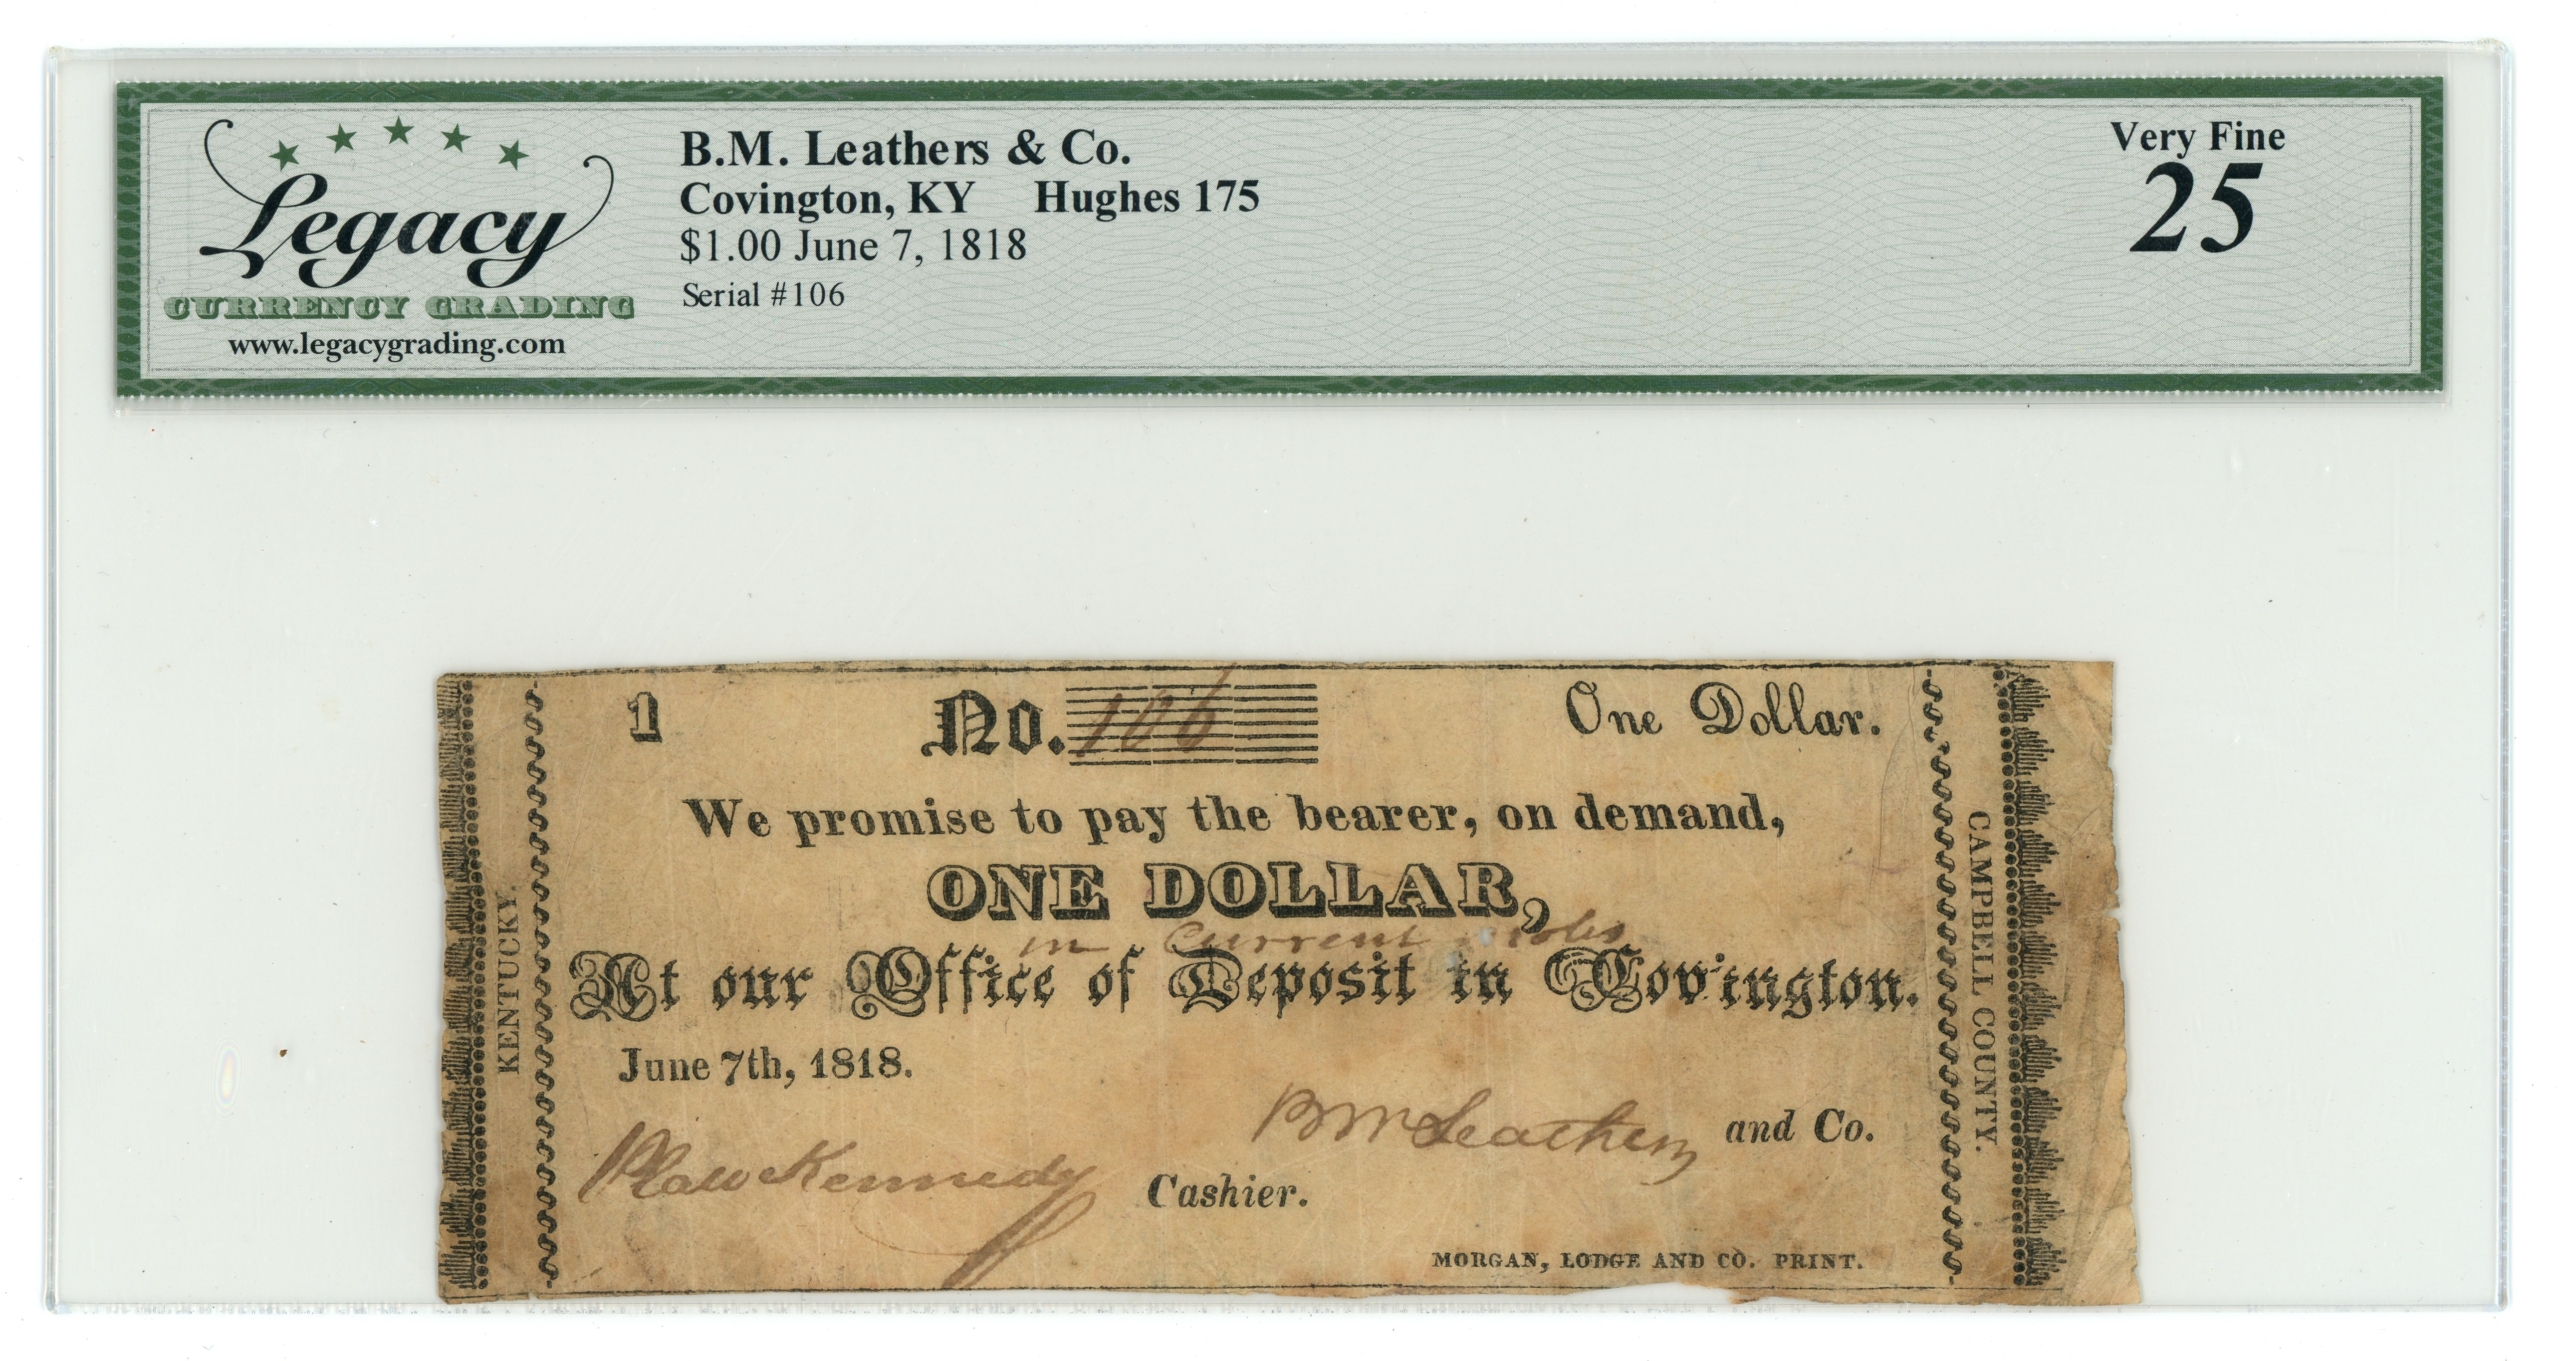 Legacy
CURRENCY GRADING
www.legacygrading.com
B.M. Leathers & Co.
Covington, KY Hughes 175
$1.00 June 7, 1818
Serial #106
Very Fine
25
1 No. 106 One Dollar.
We promise to pay the bearer, on demand,
ONE DOLLAR,
in Current
At our Office of Deposit in Covington.
June 7th, 1818.
B M Leathers and Co.
Kennedy Cashier.
MORGAN, LODGE AND CO. PRINT.
KENTUCKY.
CAMPBELL COUNTY.